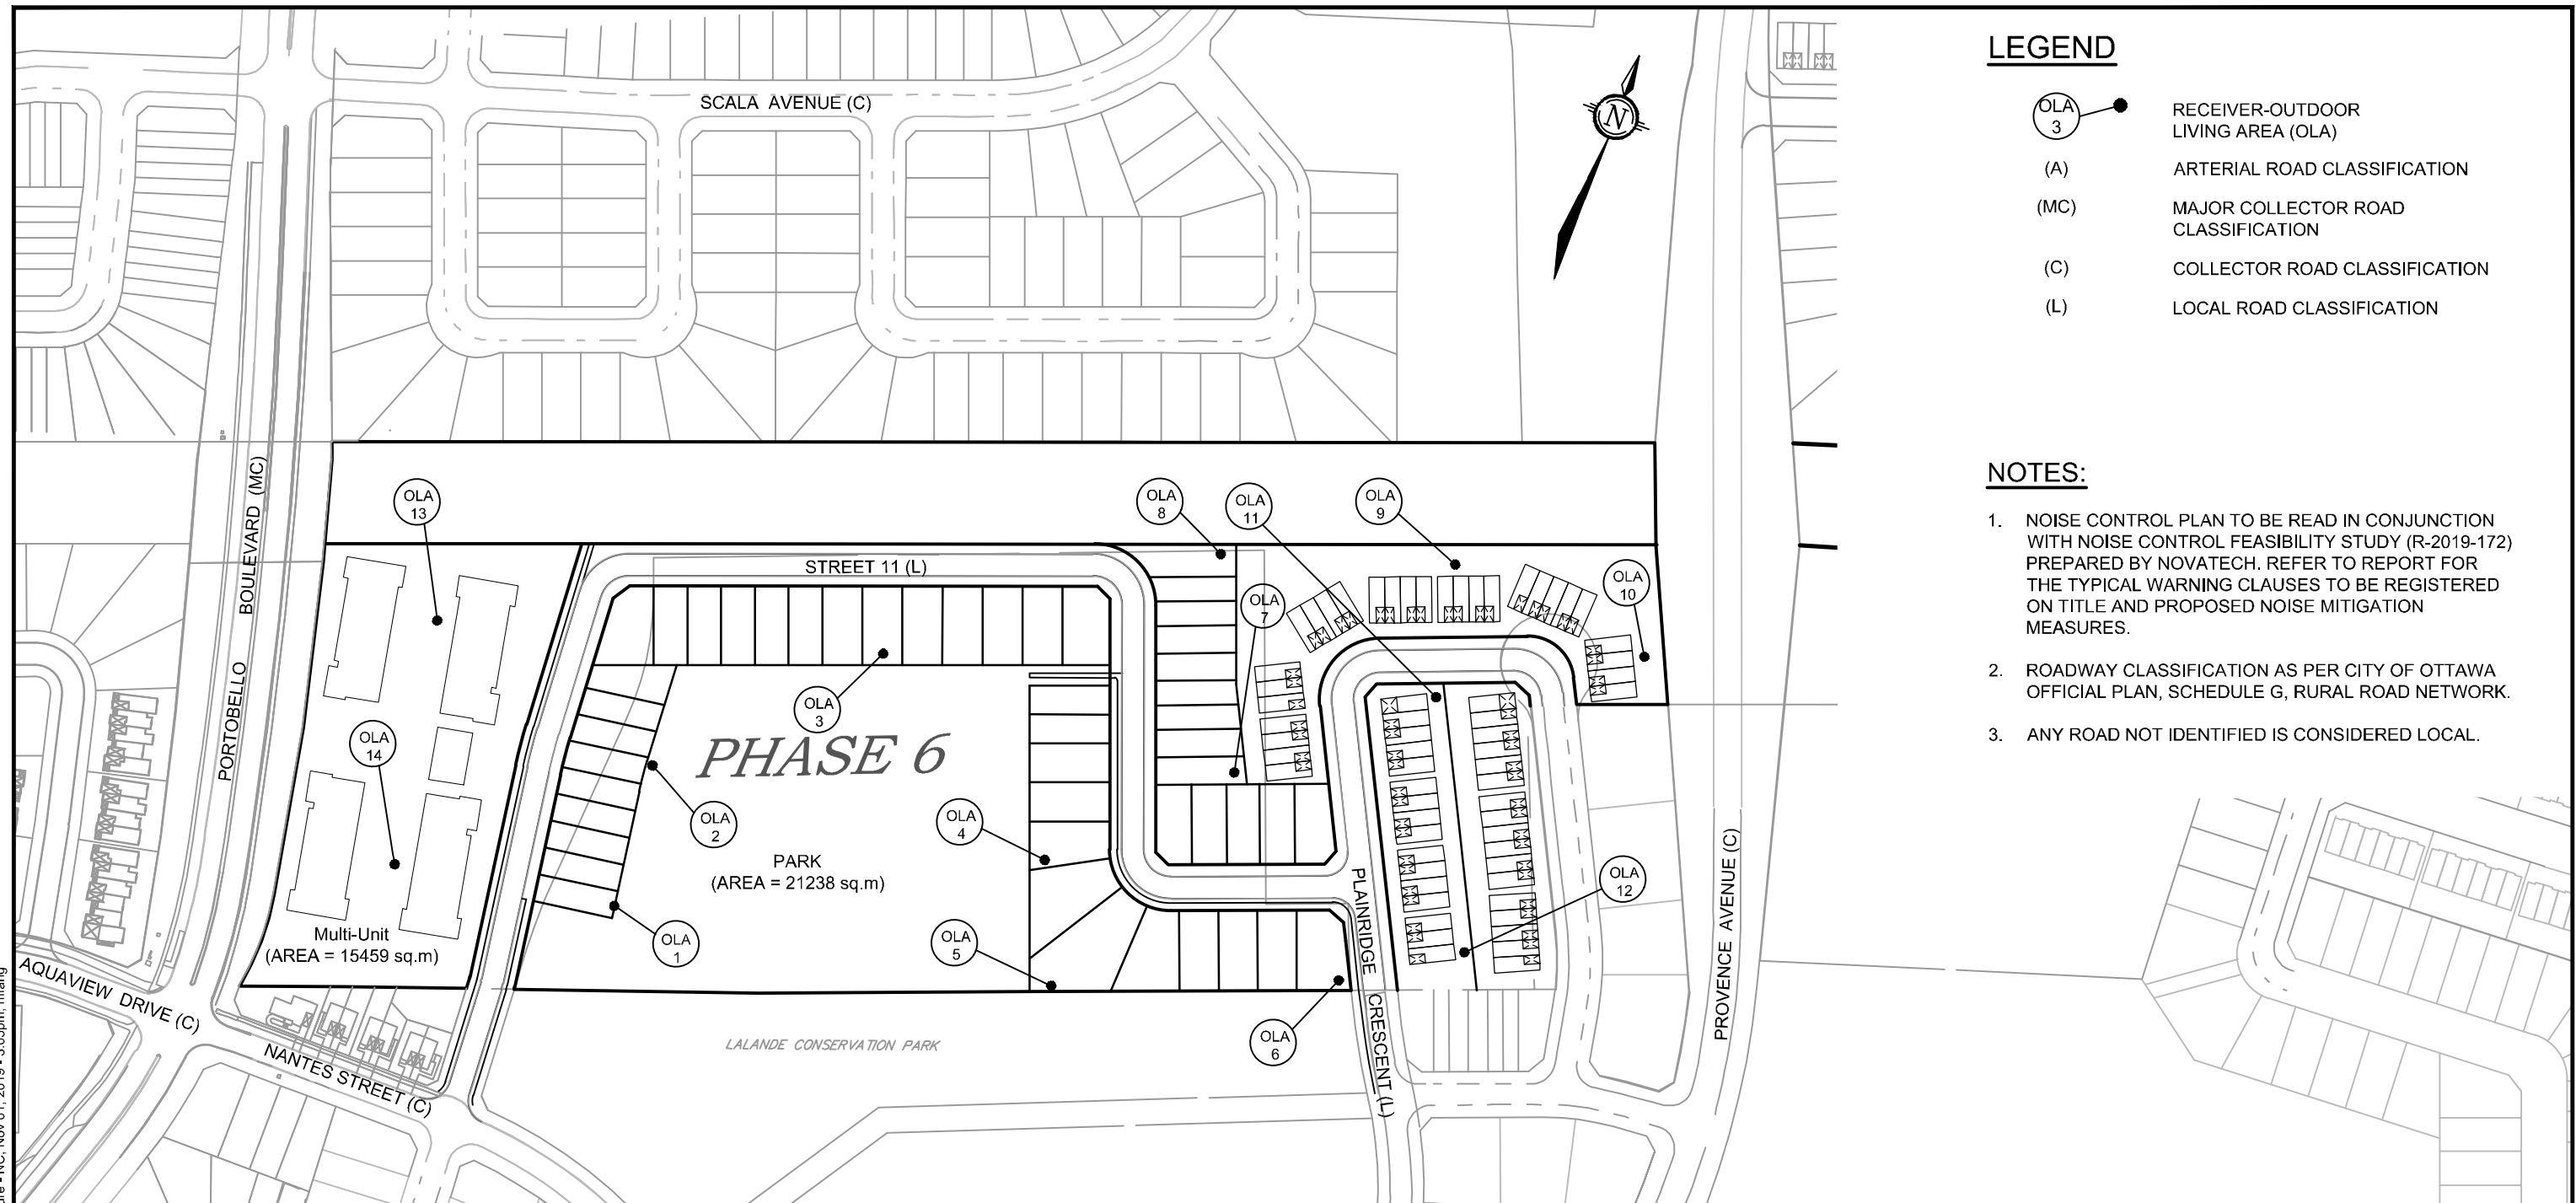 SCALA AVENUE (C)
N
PORTOBELLO BOULEVARD (MC)
OLA
13
OLA
8
OLA
11
OLA
9
OLA
10
STREET 11 (L)
OLA
7
OLA
3
OLA
14
PHASE 6
OLA
2
OLA
4
PARK
(AREA = 21238 sq.m)
OLA
12
OLA
1
OLA
5
Multi-Unit
(AREA = 15459 sq.m)
OLA
6
PLAINRIDGE CRESCENT (L)
PROVENCE AVENUE (C)
AQUAVIEW DRIVE (C)
NANTES STREET (C)
LALANDE CONSERVATION PARK
LEGEND
OLA
3
RECEIVER-OUTDOOR
LIVING AREA (OLA)
(A) ARTERIAL ROAD CLASSIFICATION
(MC) MAJOR COLLECTOR ROAD
CLASSIFICATION
(C) COLLECTOR ROAD CLASSIFICATION
(L) LOCAL ROAD CLASSIFICATION
NOTES:
1. NOISE CONTROL PLAN TO BE READ IN CONJUNCTION
WITH NOISE CONTROL FEASIBILITY STUDY (R-2019-172)
PREPARED BY NOVATECH. REFER TO REPORT FOR
THE TYPICAL WARNING CLAUSES TO BE REGISTERED
ON TITLE AND PROPOSED NOISE MITIGATION
MEASURES.
2. ROADWAY CLASSIFICATION AS PER CITY OF OTTAWA
OFFICIAL PLAN, SCHEDULE G, RURAL ROAD NETWORK.
3. ANY ROAD NOT IDENTIFIED IS CONSIDERED LOCAL.